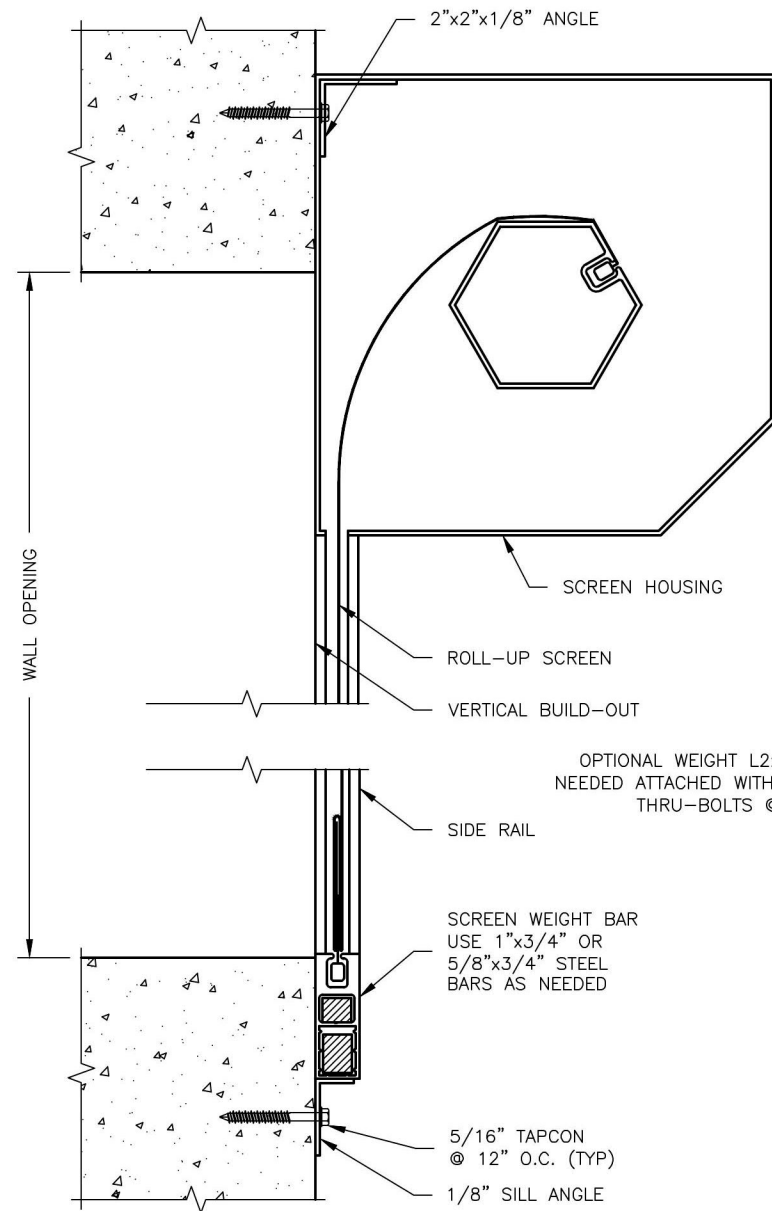 2"x2"x1/8" ANGLE
WALL OPENING
SCREEN HOUSING
ROLL-UP SCREEN
VERTICAL BUILD-OUT
OPTIONAL WEIGHT
NEEDED ATTACHED WITH
THRU-BOLTS @
SIDE RAIL
SCREEN WEIGHT BAR
USE 1"x3/4" OR
5/8"x3/4" STEEL
BARS AS NEEDED
5/16" TAPCON
@ 12" O.C. (TYP)
1/8" SILL ANGLE